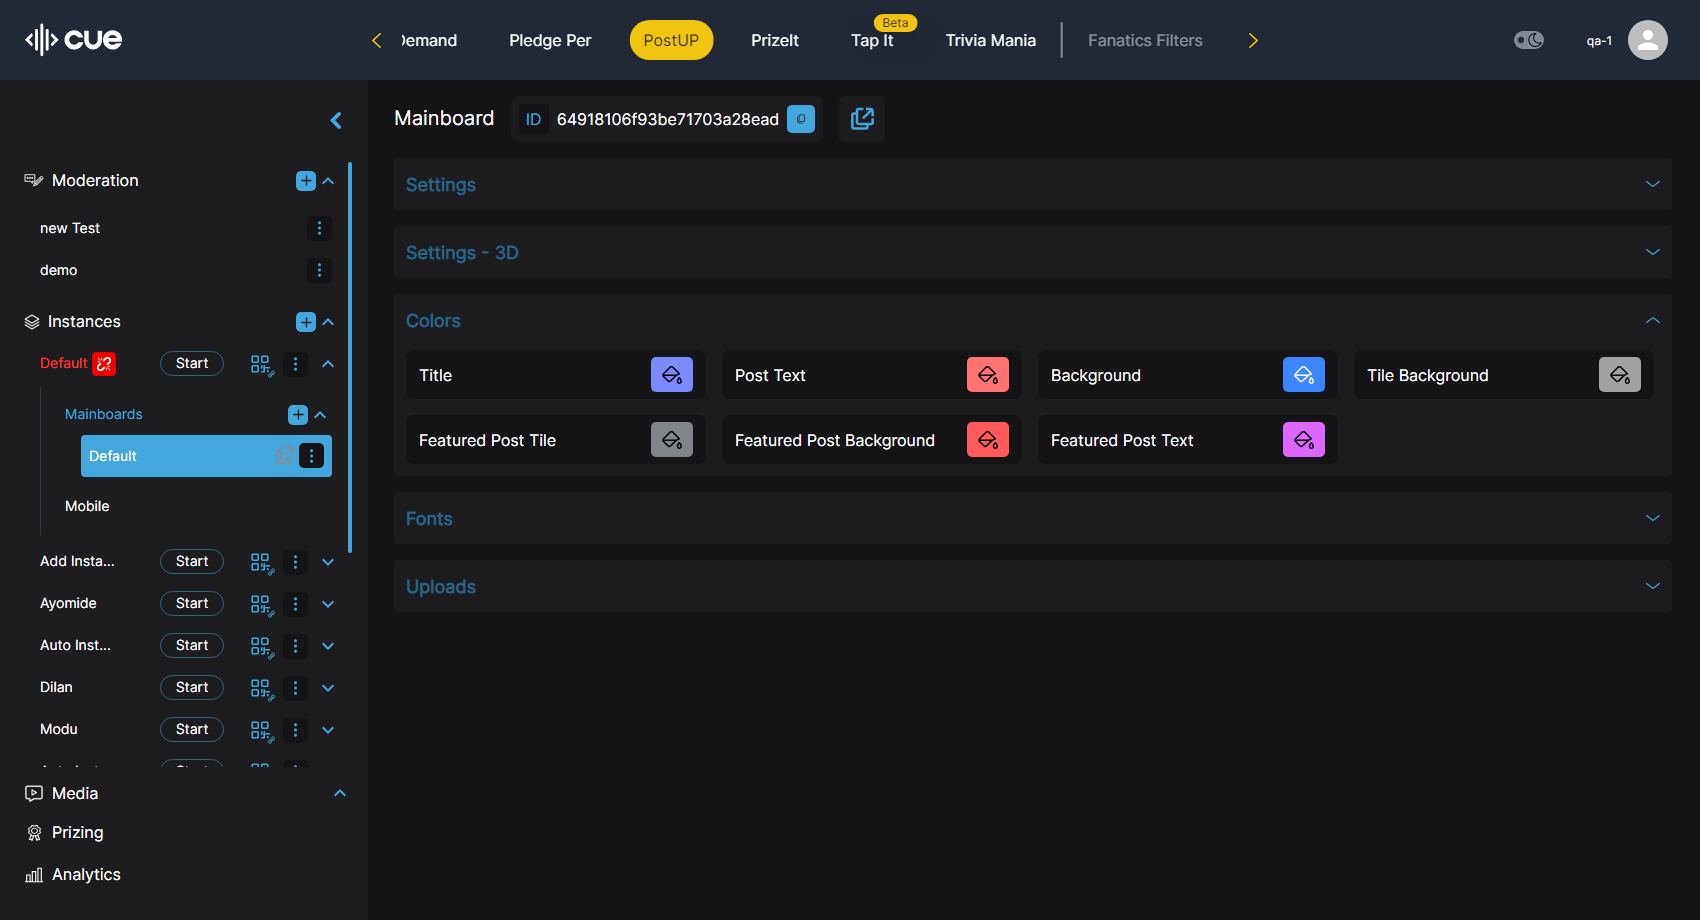 cue
Demand
Pledge Per
PostUP
PrizeIt
Beta
Tap It
Trivia Mania
Fanatics Filters
qa-1
Moderation
new Test
demo
Instances
Default
Start
Mainboards
Default
Mobile
Add Insta...
Start
Ayomide
Start
Auto Inst...
Start
Dilan
Start
Modu
Start
Media
Prizing
Analytics
Mainboard
ID 64918106f93be71703a28ead
Settings
Settings - 3D
Colors
Title
Post Text
Background
Tile Background
Featured Post Tile
Featured Post Background
Featured Post Text
Fonts
Uploads